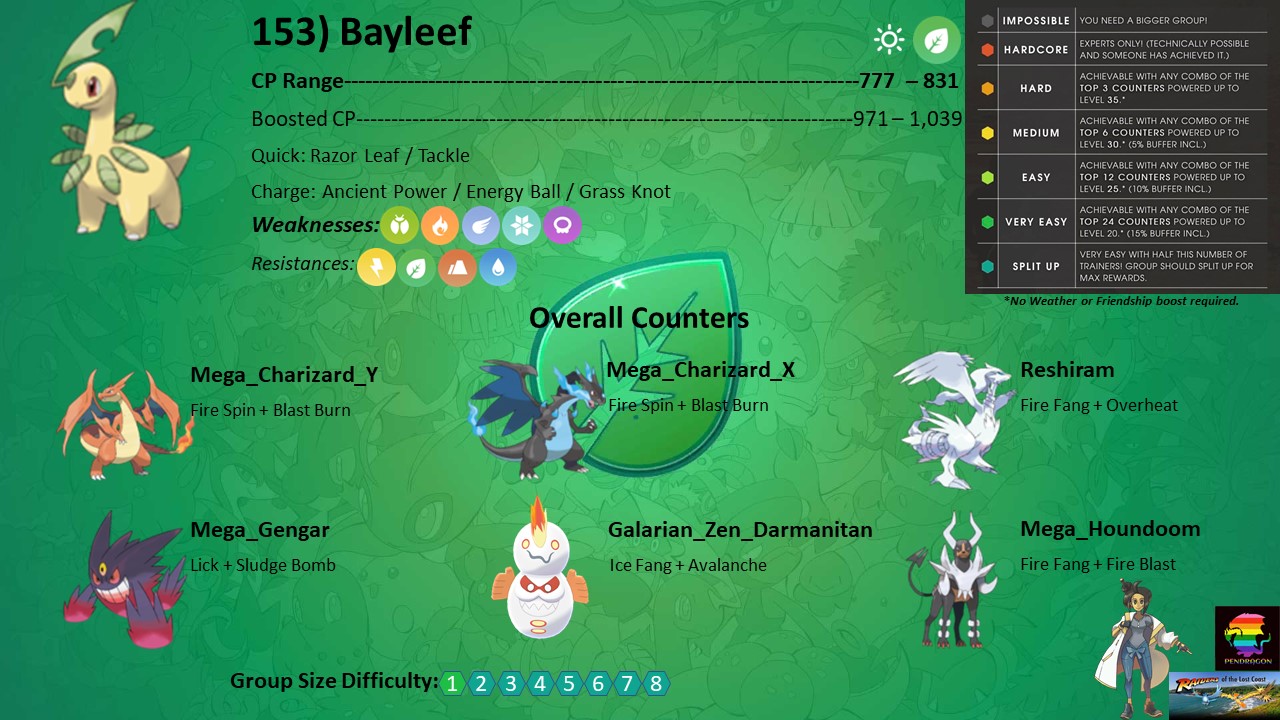 153) Bayleef
CP Range------------------------------------------------------------------------777 – 831
Boosted CP----------------------------------------------------------------------971 – 1,039
Quick: Razor Leaf / Tackle
Charge: Ancient Power / Energy Ball / Grass Knot
Weaknesses:
Resistances:
IMPOSSIBLE YOU NEED A BIGGER GROUP!
HARDCORE EXPERTS ONLY! (TECHNICALLY POSSIBLE
AND SOMEONE HAS ACHIEVED IT.)
HARD ACHIEVABLE WITH ANY COMBO OF THE
TOP 3 COUNTERS POWERED UP TO
LEVEL 35.*
MEDIUM ACHIEVABLE WITH ANY COMBO OF THE
TOP 6 COUNTERS POWERED UP TO
LEVEL 30.* (5% BUFFER INCL.)
EASY ACHIEVABLE WITH ANY COMBO OF THE
TOP 12 COUNTERS POWERED UP TO
LEVEL 25.* (10% BUFFER INCL.)
VERY EASY ACHIEVABLE WITH ANY COMBO OF THE
TOP 24 COUNTERS POWERED UP TO
LEVEL 20.* (15% BUFFER INCL.)
SPLIT UP VERY EASY WITH HALF THIS NUMBER OF
TRAINERS! GROUP SHOULD SPLIT UP FOR
MAX REWARDS.
*No Weather or Friendship boost required.
Overall Counters
Mega_Charizard_Y
Fire Spin + Blast Burn
Mega_Charizard_X
Fire Spin + Blast Burn
Reshiram
Fire Fang + Overheat
Mega_Gengar
Lick + Sludge Bomb
Galarian_Zen_Darmanitan
Ice Fang + Avalanche
Mega_Houndoom
Fire Fang + Fire Blast
Group Size Difficulty: 1 2 3 4 5 6 7 8
PENDRAGON
RAIDERS of the Lost Coast